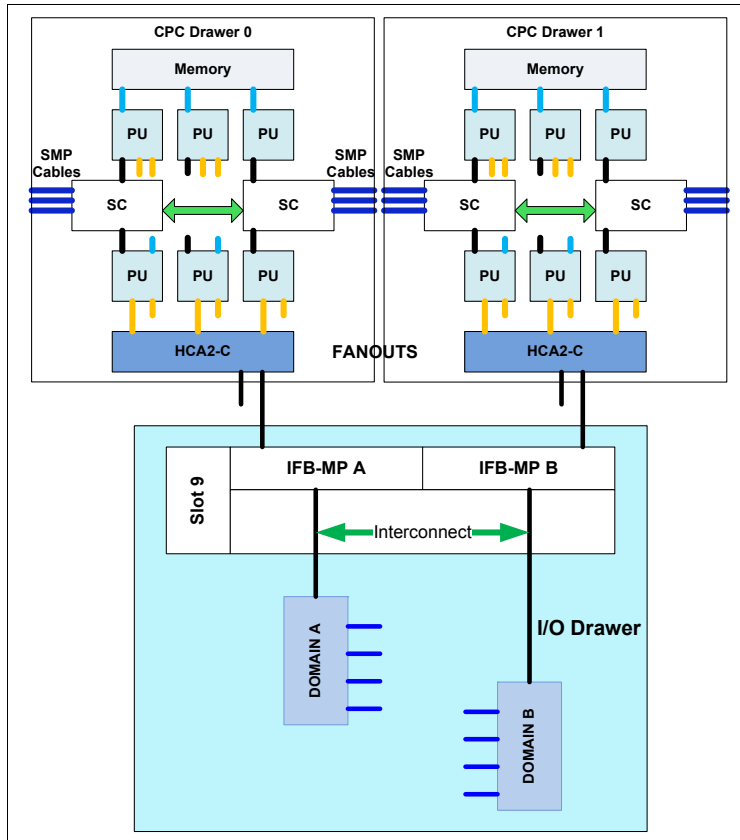 CPC Drawer 0
Memory
PU
PU
PU
SMP
Cables
SC
SC
SMP
Cables
PU
PU
PU
HCA2-C
CPC Drawer 1
Memory
PU
PU
PU
SMP
Cables
SC
SC
PU
PU
PU
HCA2-C
FANOUTS
Slot 9
IFB-MP A
IFB-MP B
Interconnect
DOMAIN A
I/O Drawer
DOMAIN B